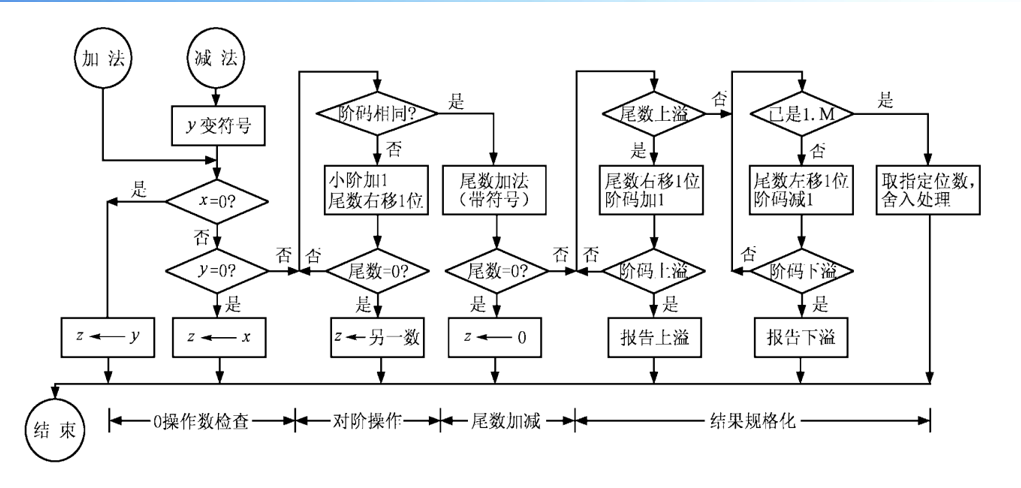 加 法
减 法
y 变符号
x=0?
是
否
y=0?
否
是
z ← y
z ← x
阶码相同?
是
否
小阶加1
尾数右移1位
否
尾数=0?
是
z ← 另一数
尾数加法
(带符号)
尾数=0?
否
是
z ← 0
尾数上溢
否
是
尾数右移1位
阶码加1
否
阶码上溢
是
报告上溢
已是1.M
是
否
尾数左移1位
阶码减1
否
阶码下溢
是
报告下溢
取指定位数,
舍入处理
结 束
0操作数检查
对阶操作
尾数加减
结果规格化